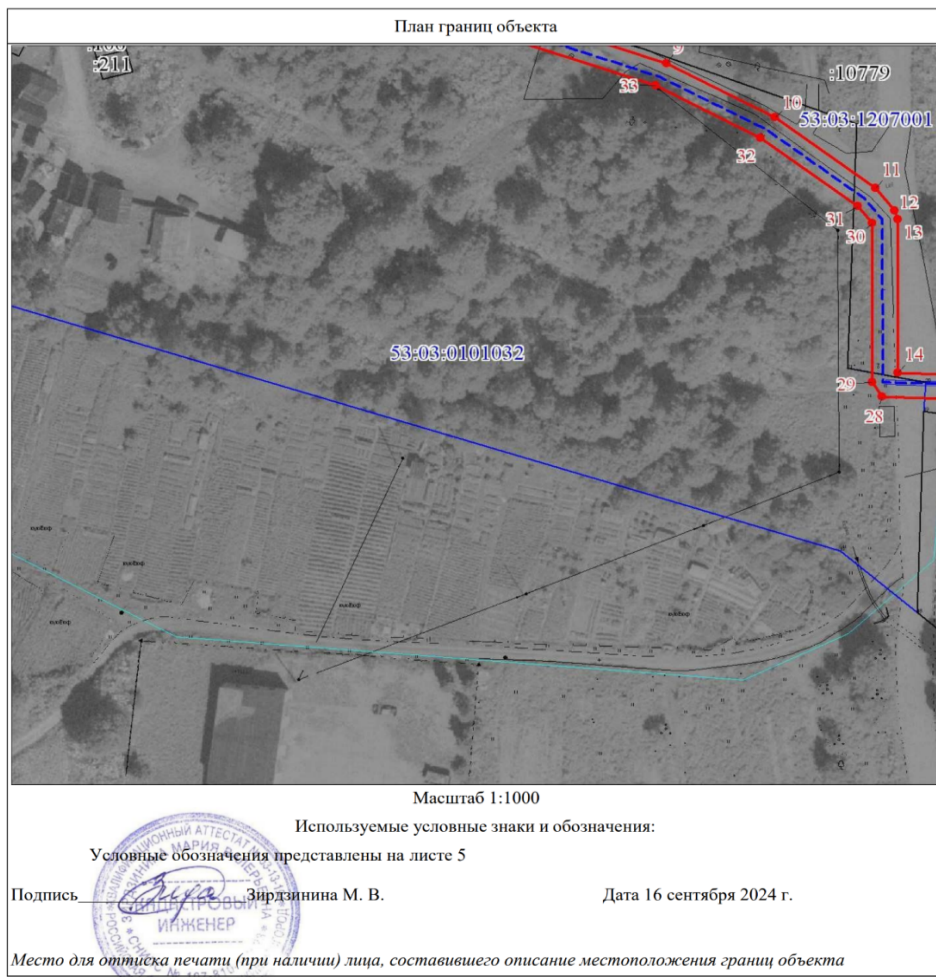 План границ объекта
:211
9
:10779
33
10
53:03:1207001
32
11
12
31
13
30
53:03:0101032
14
29
28
Масштаб 1:1000
Используемые условные знаки и обозначения:
Условные обозначения представлены на листе 5
Подпись Зирдзинина М. В. Дата 16 сентября 2024 г.
КАДАСТРОВЫЙ
ИНЖЕНЕР
Место для оттиска печати (при наличии) лица, составившего описание местоположения границ объекта